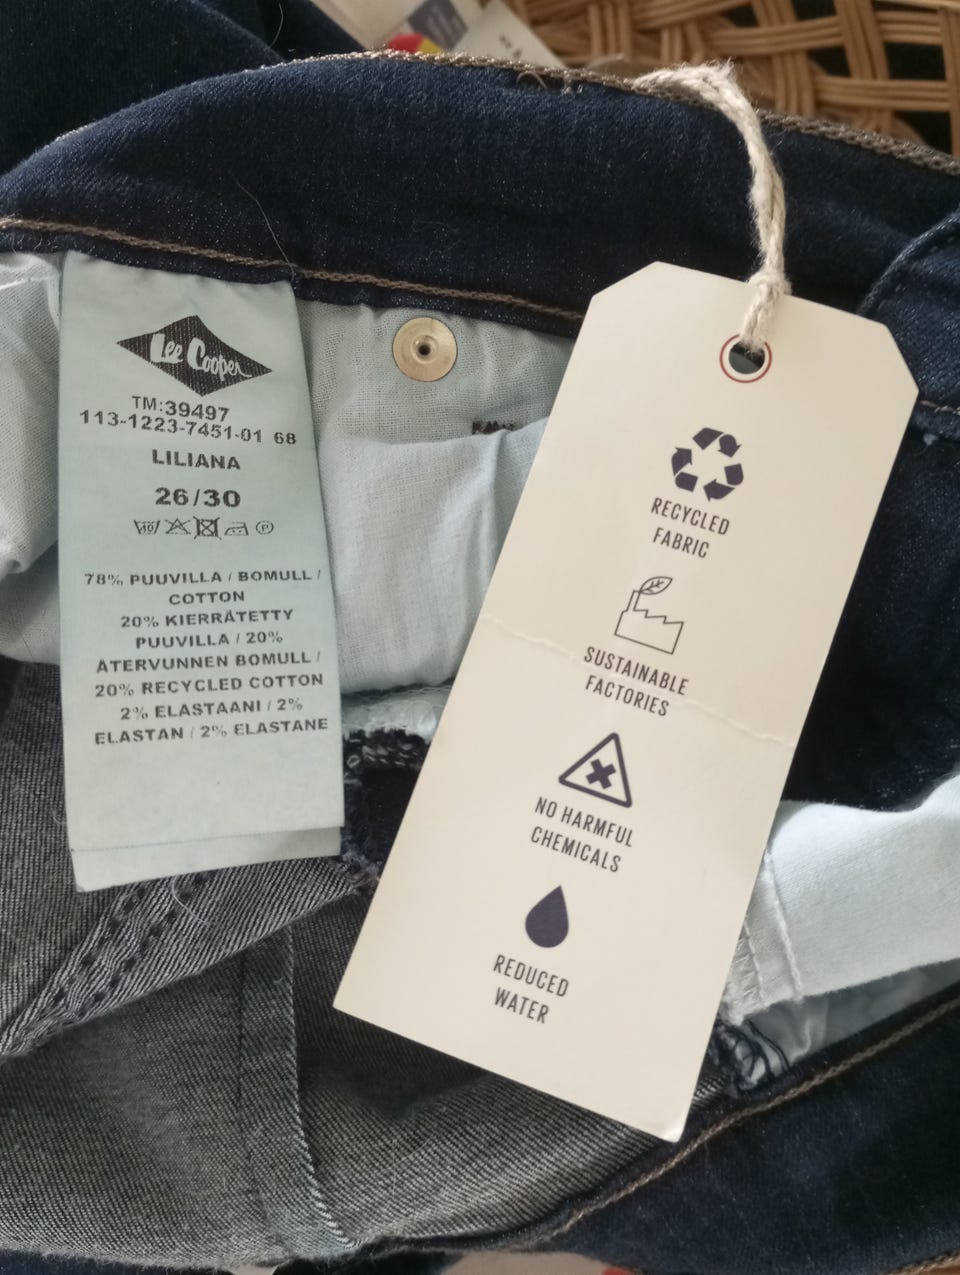 Lee Cooper
TM:39497
113-1223-7451-01 68
LILIANA
26/30
40
P
78% PUUVILLA / BOMULL /
COTTON
20% KIERRÄTETTY
PUUVILLA / 20%
ÅTERVUNNEN BOMULL /
20% RECYCLED COTTON
2% ELASTAANI / 2%
ELASTAN / 2% ELASTANE
RECYCLED
FABRIC
SUSTAINABLE
FACTORIES
NO HARMFUL
CHEMICALS
REDUCED
WATER